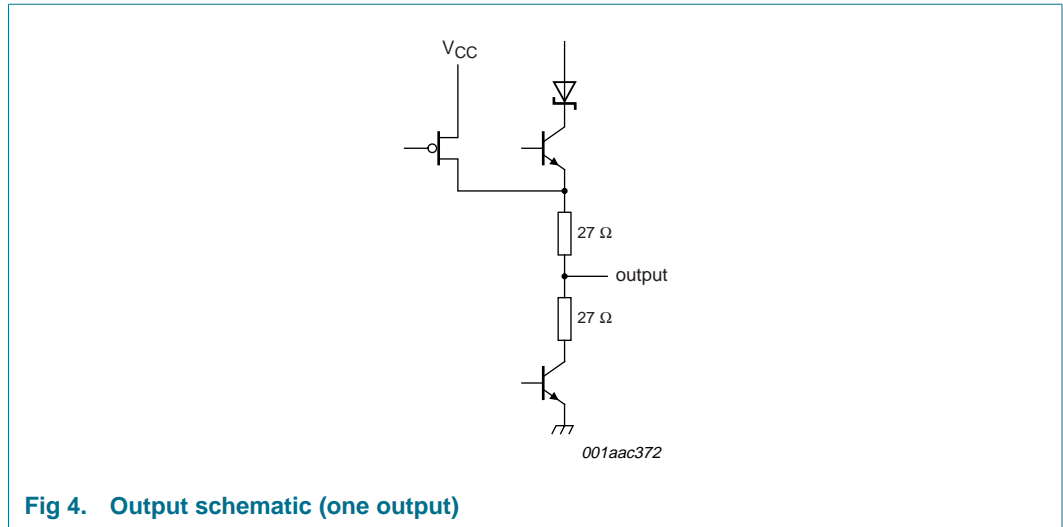 VCC
27 Ω
output
27 Ω
001aac372
Fig 4. Output schematic (one output)